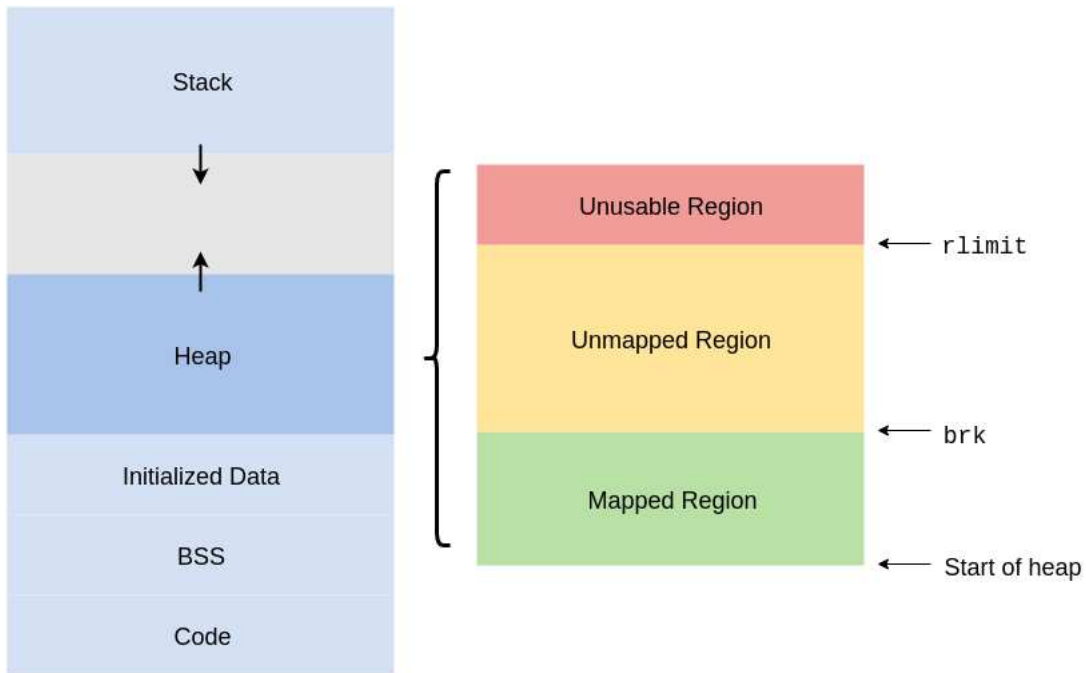 Stack
Heap
Initialized Data
BSS
Code
Unusable Region
Unmapped Region
Mapped Region
rlimit
brk
Start of heap